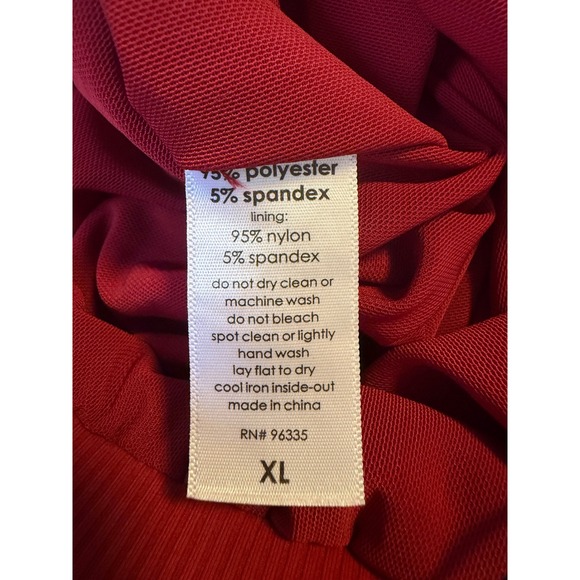 95% polyester
5% spandex
lining:
95% nylon
5% spandex
do not dry clean or
machine wash
do not bleach
spot clean or lightly
hand wash
lay flat to dry
cool iron inside-out
made in china
RN# 96335
XL